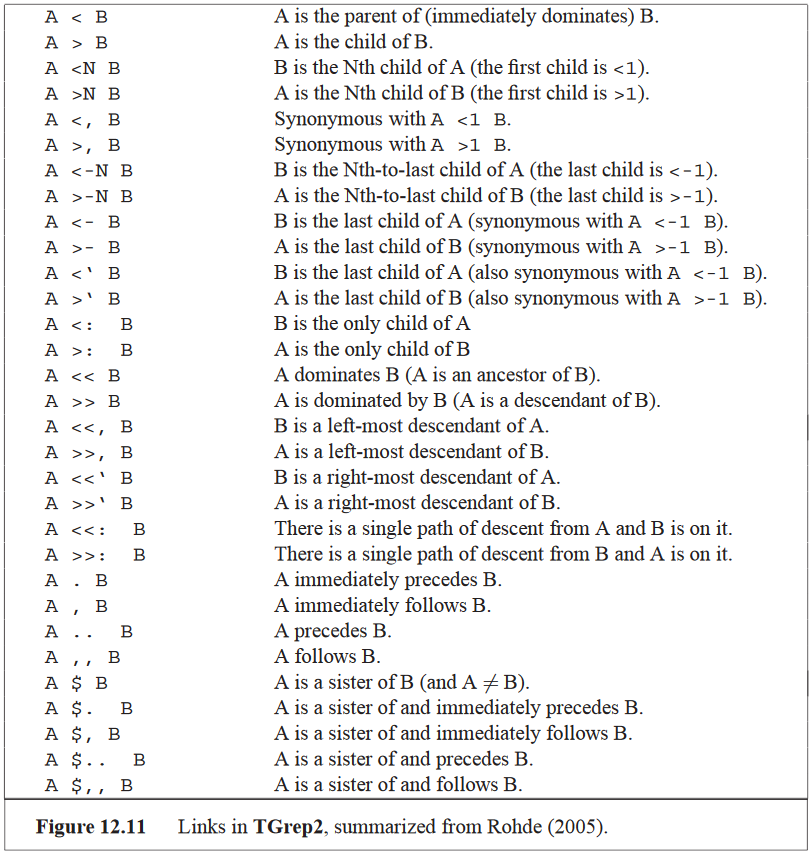 A < B A is the parent of (immediately dominates) B.
A > B A is the child of B.
A <N B B is the Nth child of A (the first child is <1).
A >N B A is the Nth child of B (the first child is >1).
A <, B Synonymous with A <1 B.
A >, B Synonymous with A >1 B.
A <-N B B is the Nth-to-last child of A (the last child is <-1).
A >-N B A is the Nth-to-last child of B (the last child is >-1).
A <- B B is the last child of A (synonymous with A <-1 B).
A >- B A is the last child of B (synonymous with A >-1 B).
A <‘ B B is the last child of A (also synonymous with A <-1 B).
A >‘ B A is the last child of B (also synonymous with A >-1 B).
A <: B B is the only child of A
A >: B A is the only child of B
A << B A dominates B (A is an ancestor of B).
A >> B A is dominated by B (A is a descendant of B).
A <<, B B is a left-most descendant of A.
A >>, B A is a left-most descendant of B.
A <<‘ B B is a right-most descendant of A.
A >>‘ B A is a right-most descendant of B.
A <<: B There is a single path of descent from A and B is on it.
A >>: B There is a single path of descent from B and A is on it.
A . B A immediately precedes B.
A , B A immediately follows B.
A .. B A precedes B.
A ,, B A follows B.
A $ B A is a sister of B (and A ≠ B).
A $. B A is a sister of and immediately precedes B.
A $, B A is a sister of and immediately follows B.
A $.. B A is a sister of and precedes B.
A $,, B A is a sister of and follows B.
Figure 12.11 Links in TGrep2, summarized from Rohde (2005).